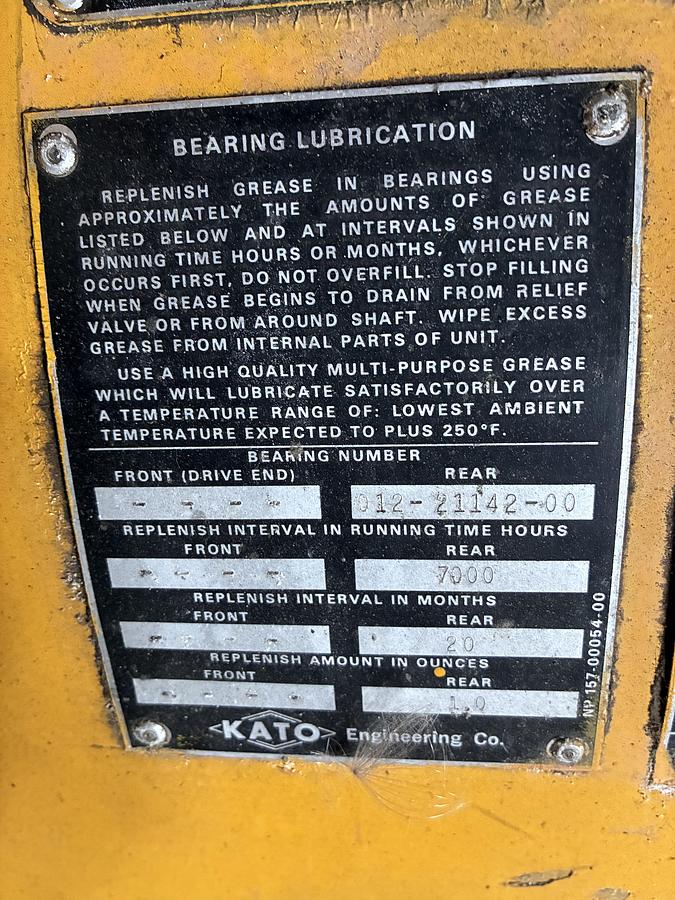 BEARING LUBRICATION
REPLENISH GREASE IN BEARINGS USING
APPROXIMATELY THE AMOUNTS OF GREASE
LISTED BELOW AND AT INTERVALS SHOWN IN
RUNNING TIME HOURS OR MONTHS, WHICHEVER
OCCURS FIRST, DO NOT OVERFILL. STOP FILLING
WHEN GREASE BEGINS TO DRAIN FROM RELIEF
VALVE OR FROM AROUND SHAFT. WIPE EXCESS
GREASE FROM INTERNAL PARTS OF UNIT.
USE A HIGH QUALITY MULTI-PURPOSE GREASE
WHICH WILL LUBRICATE SATISFACTORILY OVER
A TEMPERATURE RANGE OF: LOWEST AMBIENT
TEMPERATURE EXPECTED TO PLUS 250°F.
BEARING NUMBER
FRONT (DRIVE END) REAR
- - - - 012-21142-00
REPLENISH INTERVAL IN RUNNING TIME HOURS
FRONT REAR
- - - - 7000
REPLENISH INTERVAL IN MONTHS
FRONT REAR
- - - - 20
REPLENISH AMOUNT IN OUNCES
FRONT REAR
- - - - 1.0
KATO Engineering Co.
NP 157-00054-00